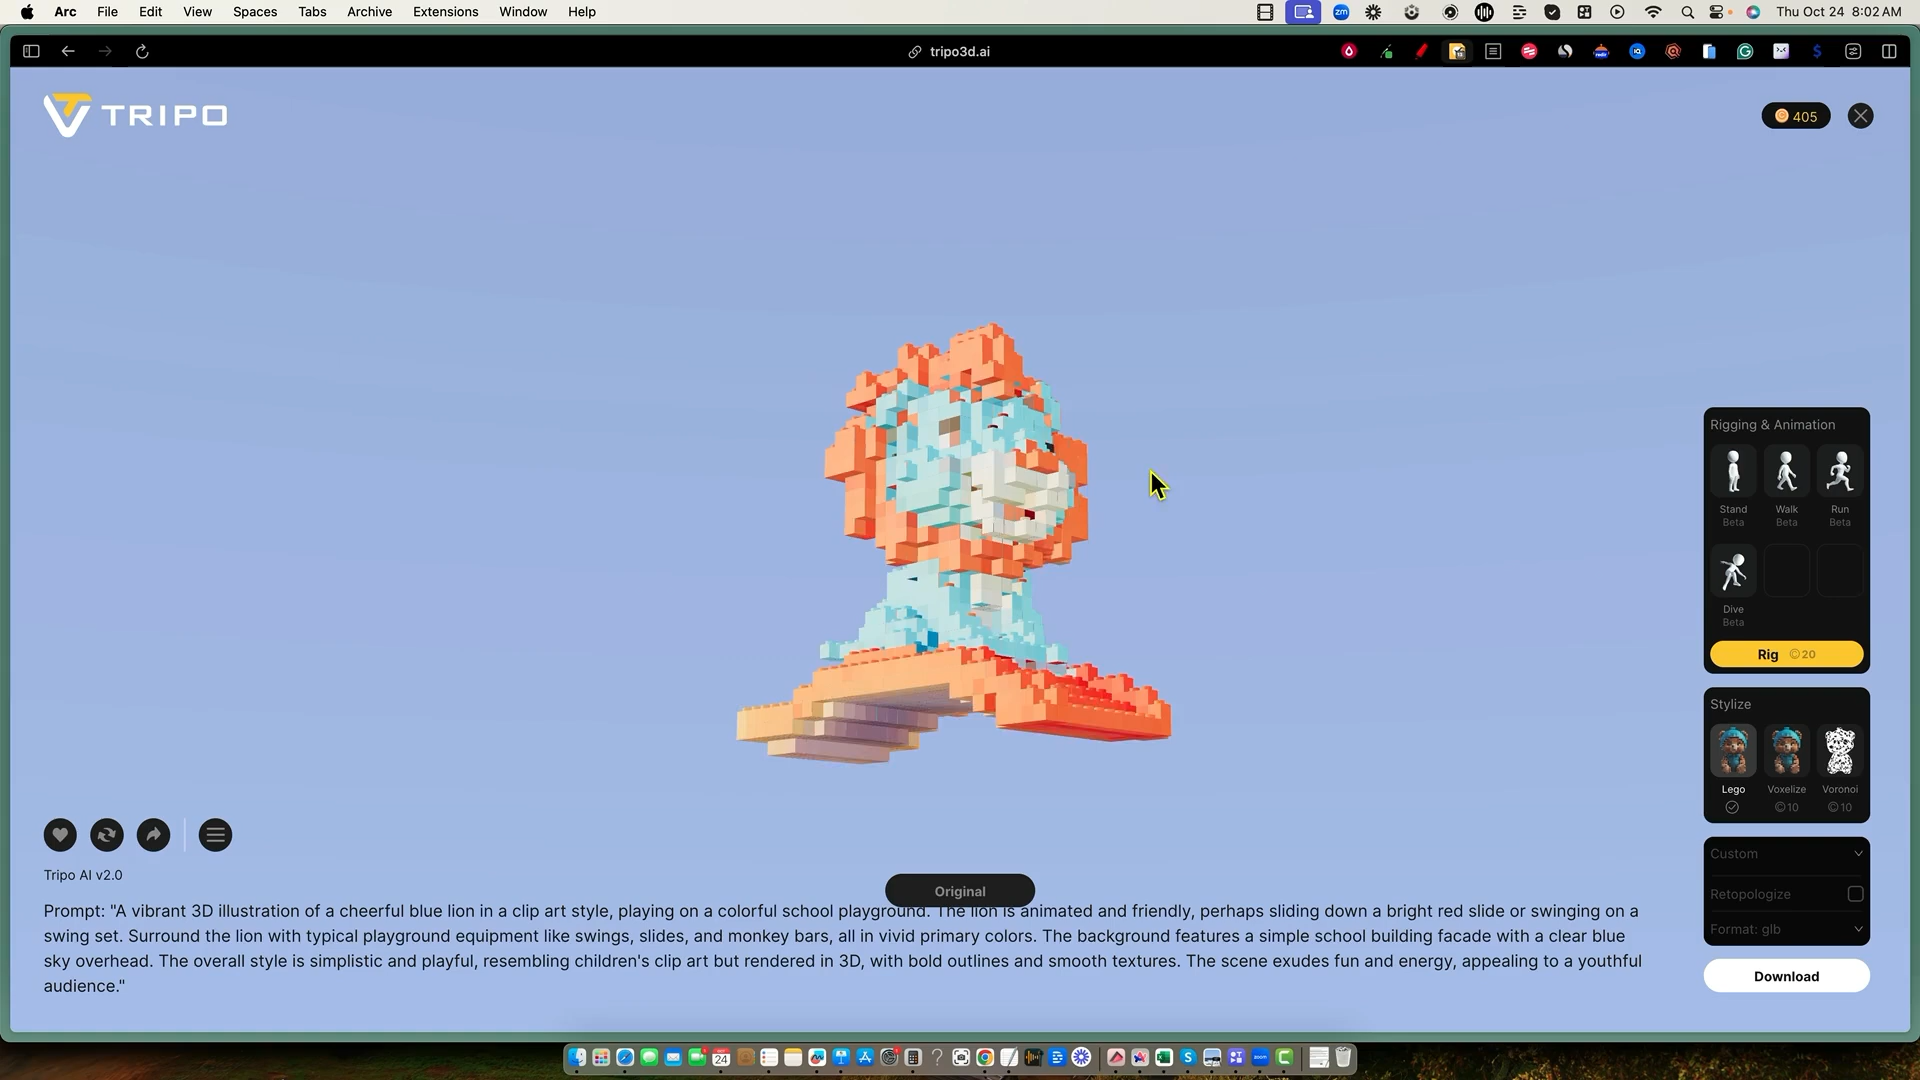 Arc File Edit View Spaces Tabs Archive Extensions Window Help
zm
Thu Oct 24 8:02 AM
tripo3d.ai
TRIPO
405
Rigging & Animation
Stand Walk Run
Beta Beta Beta
Dive
Beta
Rig 20
Stylize
Lego Voxelize Voronoi
10 10
Custom
Retopologize
Format: glb
Download
Tripo AI v2.0
Original
Prompt: "A vibrant 3D illustration of a cheerful blue lion in a clip art style, playing on a colorful school playground. The lion is animated and friendly, perhaps sliding down a bright red slide or swinging on a
swing set. Surround the lion with typical playground equipment like swings, slides, and monkey bars, all in vivid primary colors. The background features a simple school building facade with a clear blue
sky overhead. The overall style is simplistic and playful, resembling children's clip art but rendered in 3D, with bold outlines and smooth textures. The scene exudes fun and energy, appealing to a youthful
audience."
24